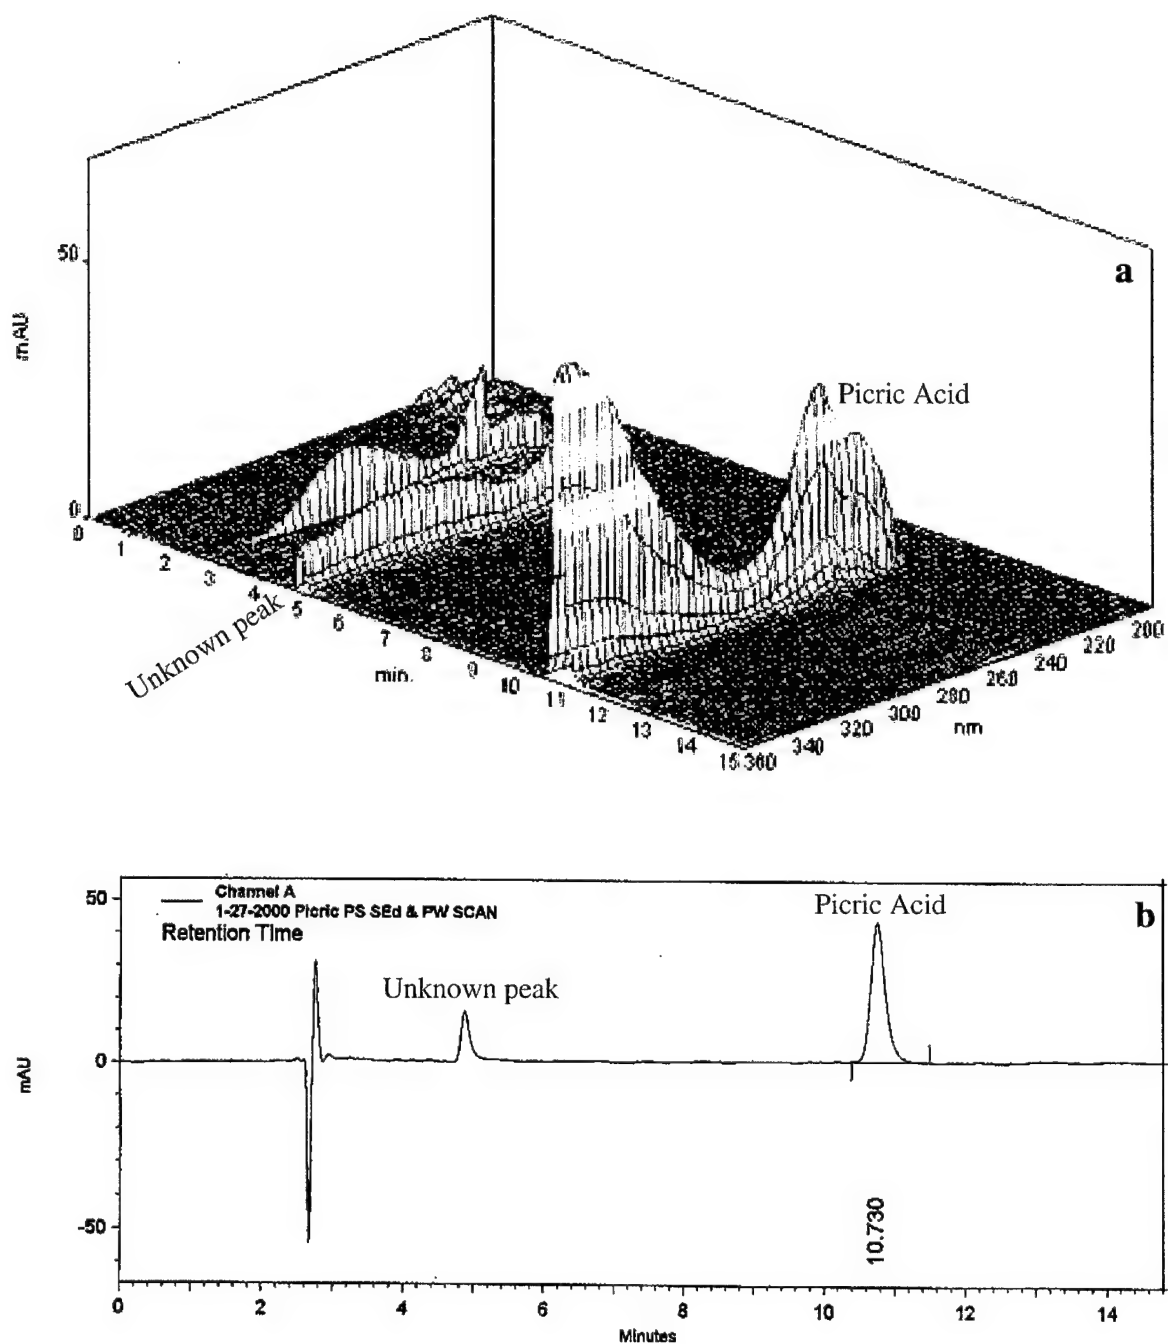 50
a
mAU
Picric Acid
0
0
1
2
3
4
5
6
7
8
9
10
11
12
13
14
15
Unknown peak
min.
200
220
240
260
280
300
320
340
360
nm
50
Channel A
1-27-2000 Picric PS SEd & PW SCAN
Retention Time
Picric Acid
b
Unknown peak
0
mAU
-50
10.730
0 2 4 6 8 10 12 14
Minutes